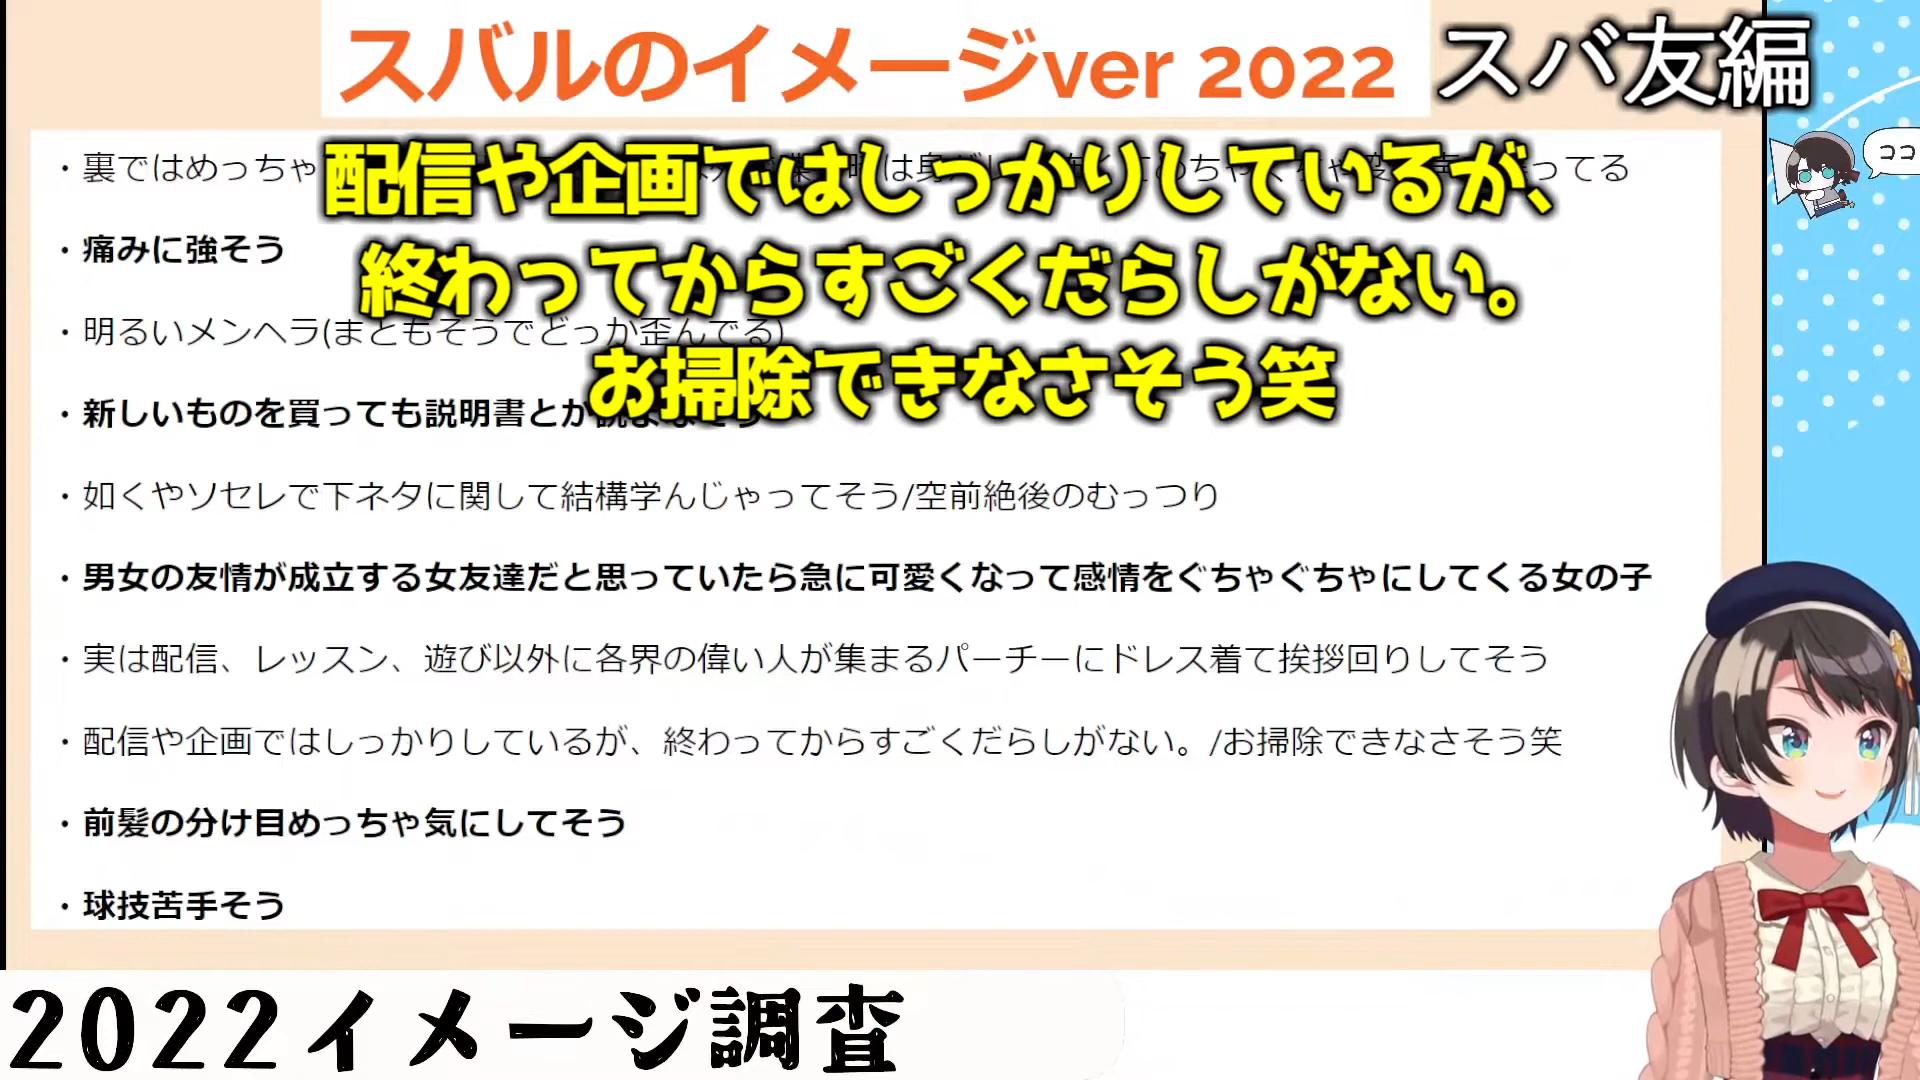 スバルのイメージver 2022
スバ友編
・裏ではめっちゃ
配信や企画ではしっかりしているが、
終わってからすごくだらしがない。
お掃除できなさそう笑
・痛みに強そう
・明るいメンヘラ(まともそうでどっか歪んでる)
・新しいものを買っても説明書とか読まなそう
・如くやソセレで下ネタに関して結構学んじゃってそう/空前絶後のむっつり
・男女の友情が成立する女友達だと思っていたら急に可愛くなって感情をぐちゃぐちゃにしてくる女の子
・実は配信、レッスン、遊び以外に各界の偉い人が集まるパーチーにドレス着て挨拶回りしてそう
・配信や企画ではしっかりしているが、終わってからすごくだらしがない。/お掃除できなさそう笑
・前髪の分け目めっちゃ気にしてそう
・球技苦手そう
ココ
2022イメージ調査